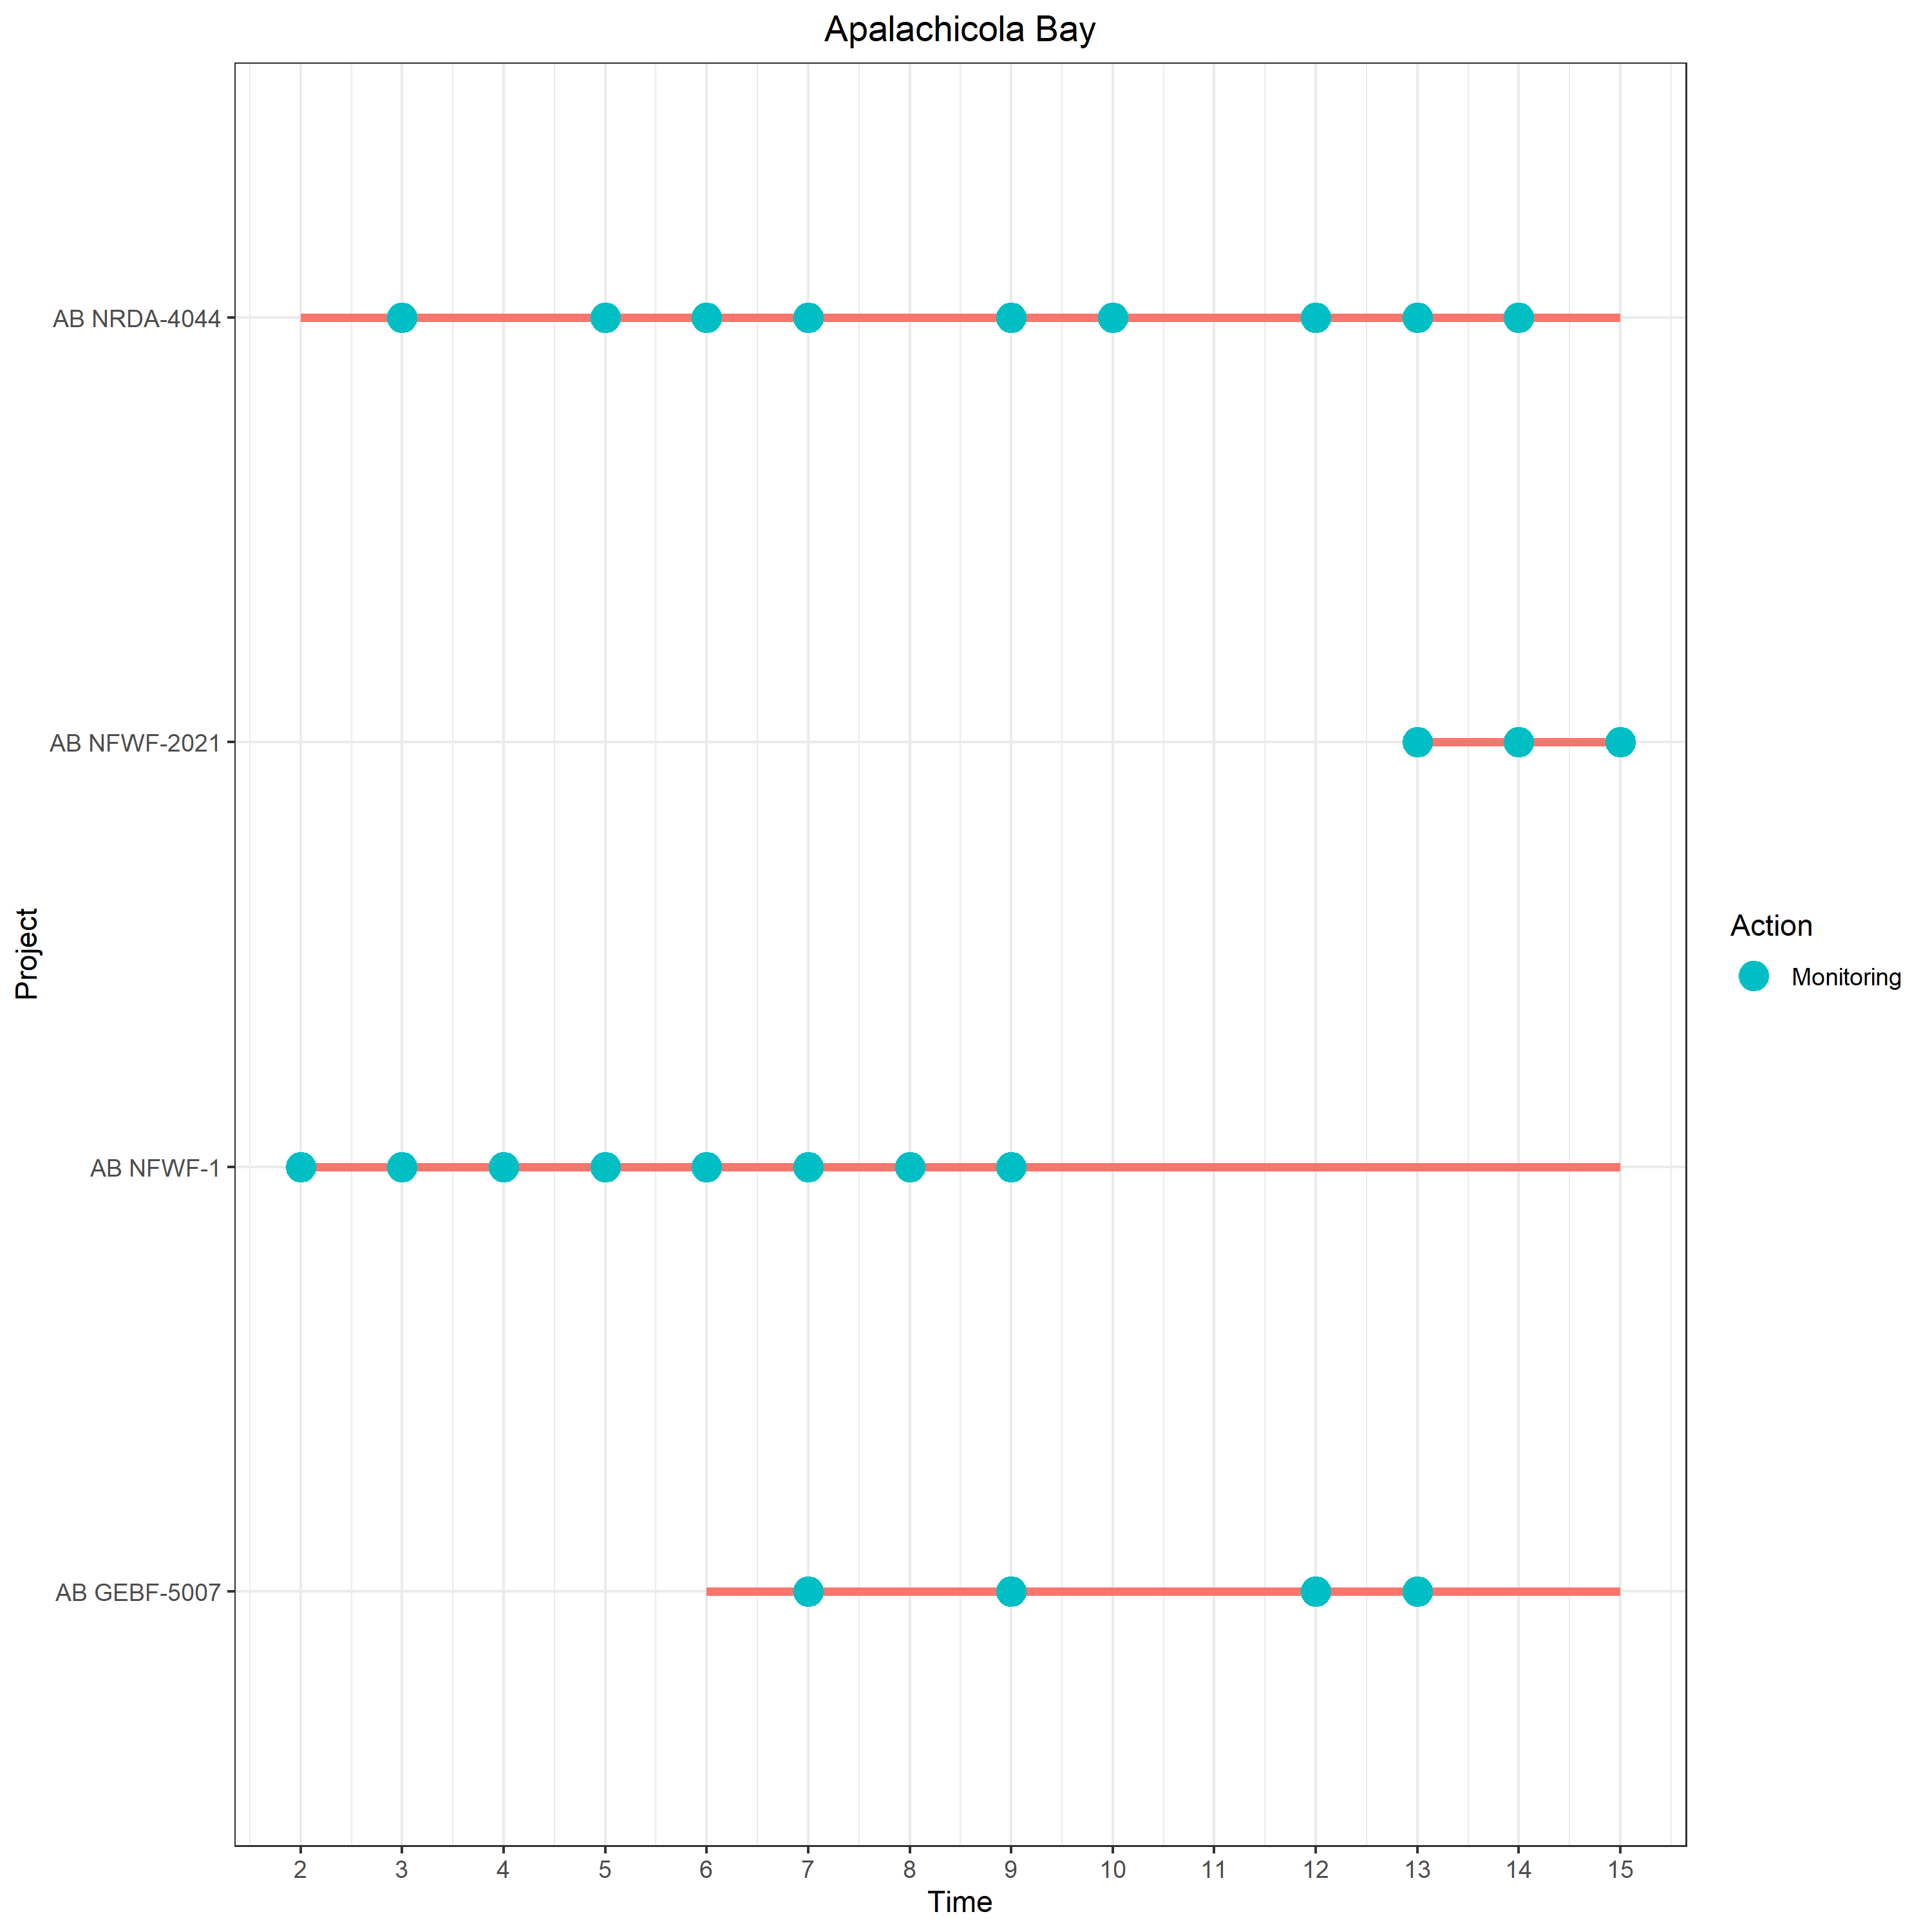 Apalachicola Bay
AB NRDA-4044
AB NFWF-2021
AB NFWF-1
AB GEBF-5007
Project
2 3 4 5 6 7 8 9 10 11 12 13 14 15
Time
Action
Monitoring